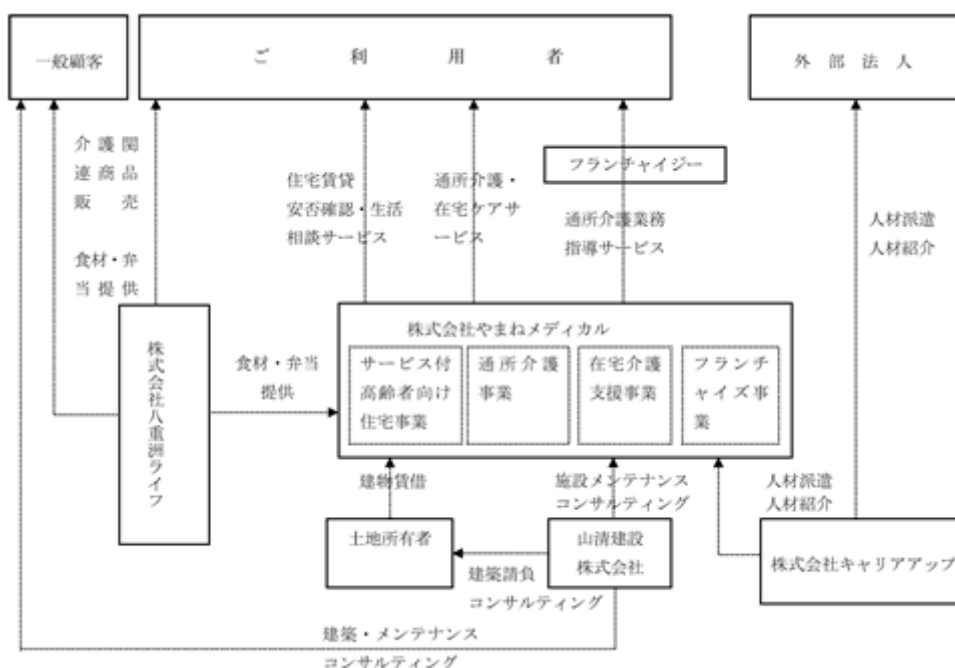 一般顧客
ご利用者
外部法人
介護関
連商品
販売
食材・弁
当提供
住宅賃貸
安否確認・生活
相談サービス
通所介護・
在宅ケアサ
ービス
フランチャイジー
通所介護業務
指導サービス
人材派遣
人材紹介
株式会社八重洲ライフ
食材・弁当
提供
株式会社やまねメディカル
サービス付
高齢者向け
住宅事業
通所介護
事業
在宅介護
支援事業
フランチ
ャイズ事
業
建物賃借
施設メンテナンス
コンサルティング
人材派遣
人材紹介
土地所有者
山清建設
株式会社
株式会社キャリアアップ
建築請負
コンサルティング
建築・メンテナンス
コンサルティング